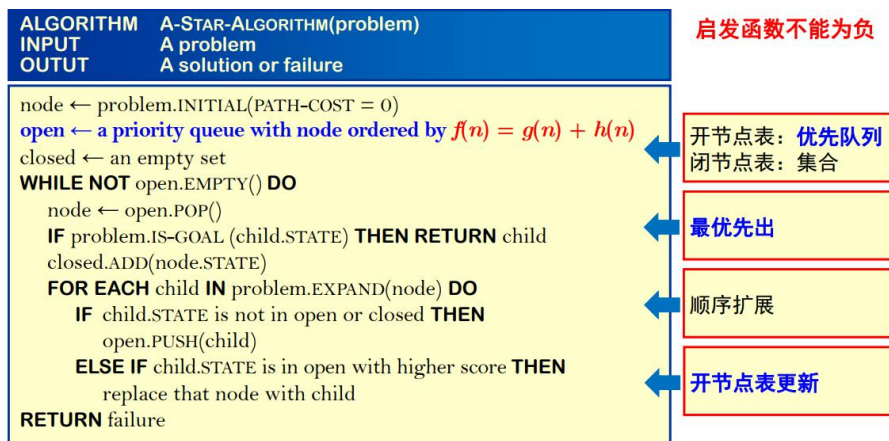 ALGORITHM A-STAR-ALGORITHM(problem)
INPUT A problem
OUTUT A solution or failure
启发函数不能为负
node ← problem.INITIAL(PATH-COST = 0)
open ← a priority queue with node ordered by f(n) = g(n) + h(n)
closed ← an empty set
WHILE NOT open.EMPTY() DO
node ← open.POP()
IF problem.IS-GOAL (child.STATE) THEN RETURN child
closed.ADD(node.STATE)
FOR EACH child IN problem.EXPAND(node) DO
IF child.STATE is not in open or closed THEN
open.PUSH(child)
ELSE IF child.STATE is in open with higher score THEN
replace that node with child
RETURN failure
开节点表：优先队列
闭节点表：集合
最优先出
顺序扩展
开节点表更新